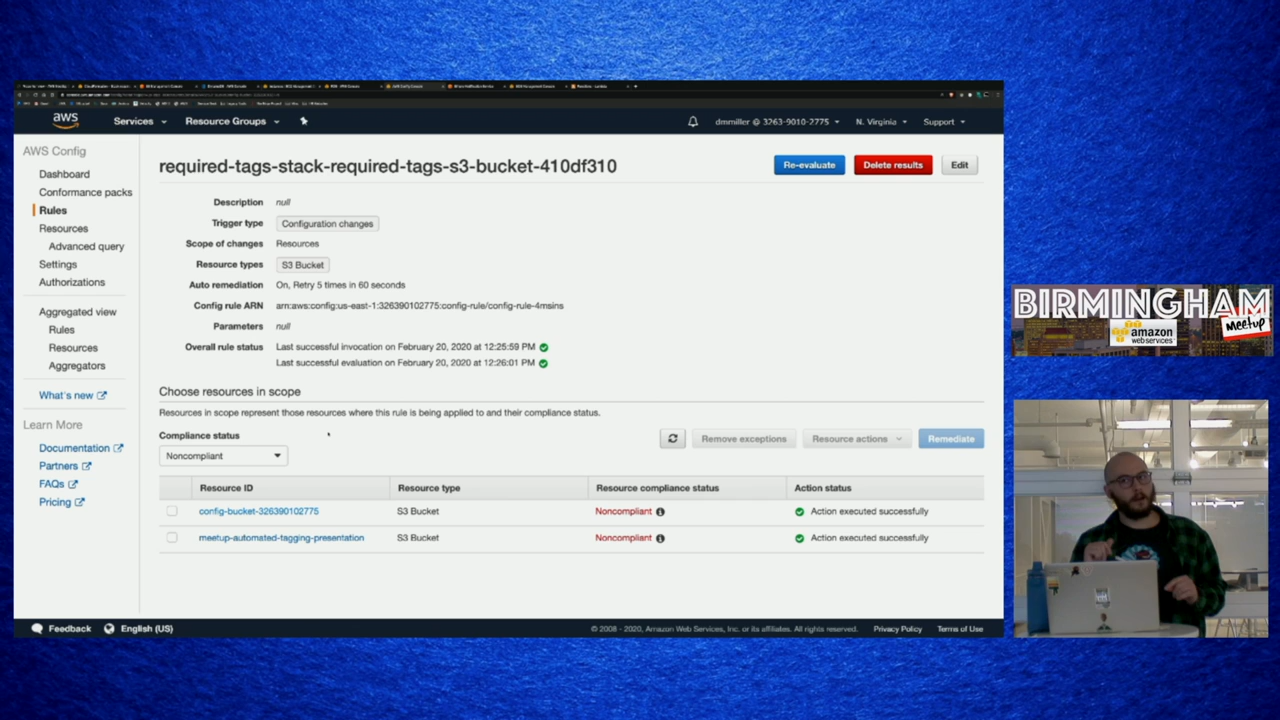 aws
Services
Resource Groups
dmmiller @ 3263-9010-2775
N. Virginia
Support
AWS Config
Dashboard
Conformance packs
Rules
Resources
Advanced query
Settings
Authorizations
Aggregated view
Rules
Resources
Aggregators
What's new
Learn More
Documentation
Partners
FAQs
Pricing
required-tags-stack-required-tags-s3-bucket-410df310
Re-evaluate
Delete results
Edit
Description null
Trigger type Configuration changes
Scope of changes Resources
Resource types S3 Bucket
Auto remediation On, Retry 5 times in 60 seconds
Config rule ARN arn:aws:config:us-east-1:326390102775:config-rule/config-rule-4msins
Parameters null
Overall rule status Last successful invocation on February 20, 2020 at 12:25:59 PM
Last successful evaluation on February 20, 2020 at 12:26:01 PM
Choose resources in scope
Resources in scope represent those resources where this rule is being applied to and their compliance status.
Compliance status
Noncompliant
Remove exceptions
Resource actions
Remediate
Resource ID Resource type Resource compliance status Action status
config-bucket-326390102775 S3 Bucket Noncompliant Action executed successfully
meetup-automated-tagging-presentation S3 Bucket Noncompliant Action executed successfully
Feedback
English (US)
© 2008 - 2020, Amazon Web Services, Inc. or its affiliates. All rights reserved.
Privacy Policy
Terms of Use
BIRMINGHAM
Meetup
amazon
web services